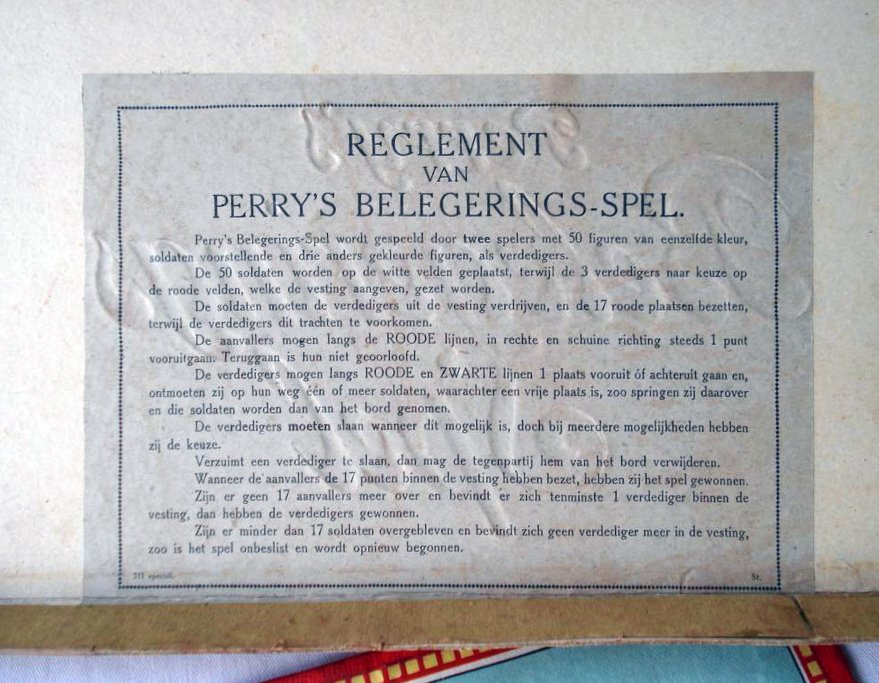 REGLEMENT
VAN
PERRY'S BELEGERINGS-SPEL.
Perry's Belegerings-Spel wordt gespeeld door twee spelers met 50 figuren van eenzelfde kleur,
soldaten voorstellende en drie anders gekleurde figuren, als verdedigers.
De 50 soldaten worden op de witte velden geplaatst, terwijl de 3 verdedigers naar keuze op
de roode velden, welke de vesting aangeven, gezet worden.
De soldaten moeten de verdedigers uit de vesting verdrijven, en de 17 roode plaatsen bezetten,
terwijl de verdedigers dit trachten te voorkomen.
De aanvallers mogen langs de ROODE lijnen, in rechte en schuine richting steeds 1 punt
vooruitgaan. Teruggaan is hun niet geoorloofd.
De verdedigers mogen langs ROODE en ZWARTE lijnen 1 plaats vooruit óf achteruit gaan en,
ontmoeten zij op hun weg één of meer soldaten, waarachter een vrije plaats is, zoo springen zij daarover
en die soldaten worden dan van het bord genomen.
De verdedigers moeten slaan wanneer dit mogelijk is, doch bij meerdere mogelijkheden hebben
zij de keuze.
Verzuimt een verdediger te slaan, dan mag de tegenpartij hem van het bord verwijderen.
Wanneer de aanvallers de 17 punten binnen de vesting hebben bezet, hebben zij het spel gewonnen.
Zijn er geen 17 aanvallers meer over en bevindt er zich tenminste 1 verdediger binnen de
vesting, dan hebben de verdedigers gewonnen.
Zijn er minder dan 17 soldaten overgebleven en bevindt zich geen verdediger meer in de vesting,
zoo is het spel onbeslist en wordt opnieuw begonnen.
special. St.